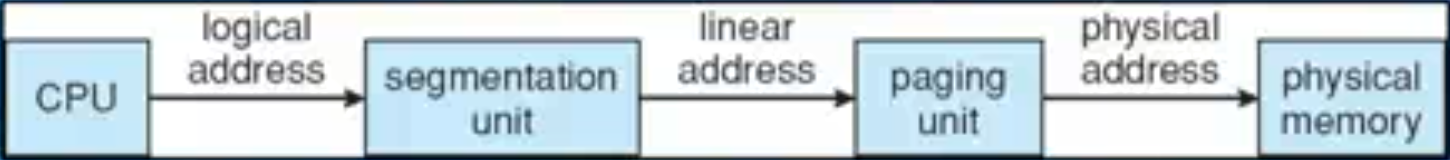 CPU
logical
address
segmentation
unit
linear
address
paging
unit
physical
address
physical
memory